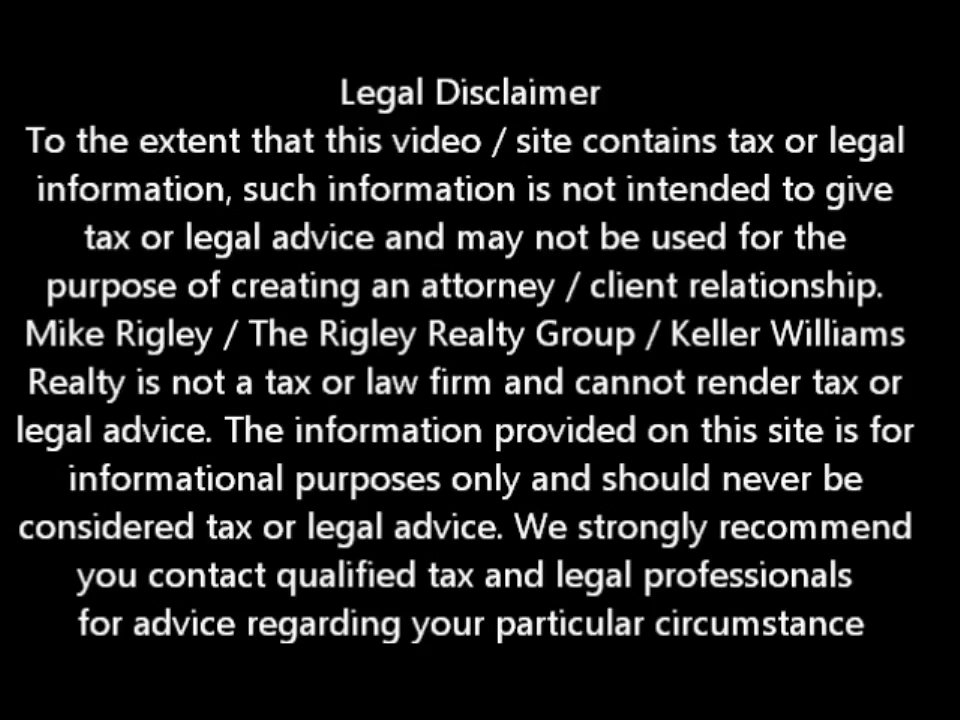 Legal Disclaimer
To the extent that this video / site contains tax or legal
information, such information is not intended to give
tax or legal advice and may not be used for the
purpose of creating an attorney / client relationship.
Mike Rigley / The Rigley Realty Group / Keller Williams
Realty is not a tax or law firm and cannot render tax or
legal advice. The information provided on this site is for
informational purposes only and should never be
considered tax or legal advice. We strongly recommend
you contact qualified tax and legal professionals
for advice regarding your particular circumstance